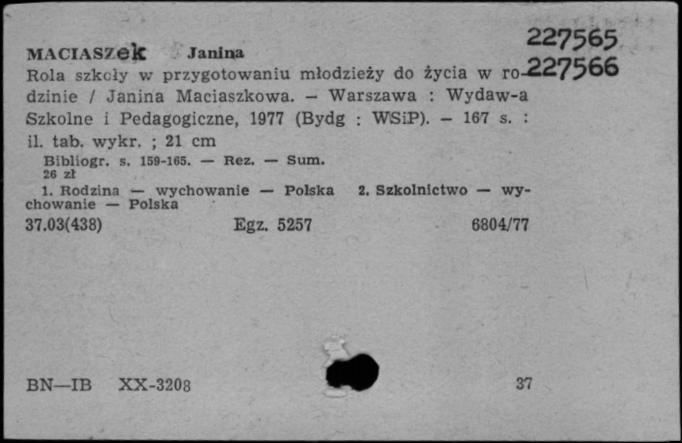 MACIASZek Janina
227565
227566
Rola szkoły w przygotowaniu młodzieży do życia w ro-
dzinie / Janina Maciaszkowa. — Warszawa : Wydaw-a
Szkolne i Pedagogiczne, 1977 (Bydg : WSiP). — 167 s. :
il. tab. wykr. ; 21 cm
Bibliogr. s. 159-165. — Rez. — Sum.
26 zł
1. Rodzina — wychowanie — Polska 2. Szkolnictwo — wy-
chowanie — Polska
37.03(438) Egz. 5257 6804/77
BN—IB XX-3208 37